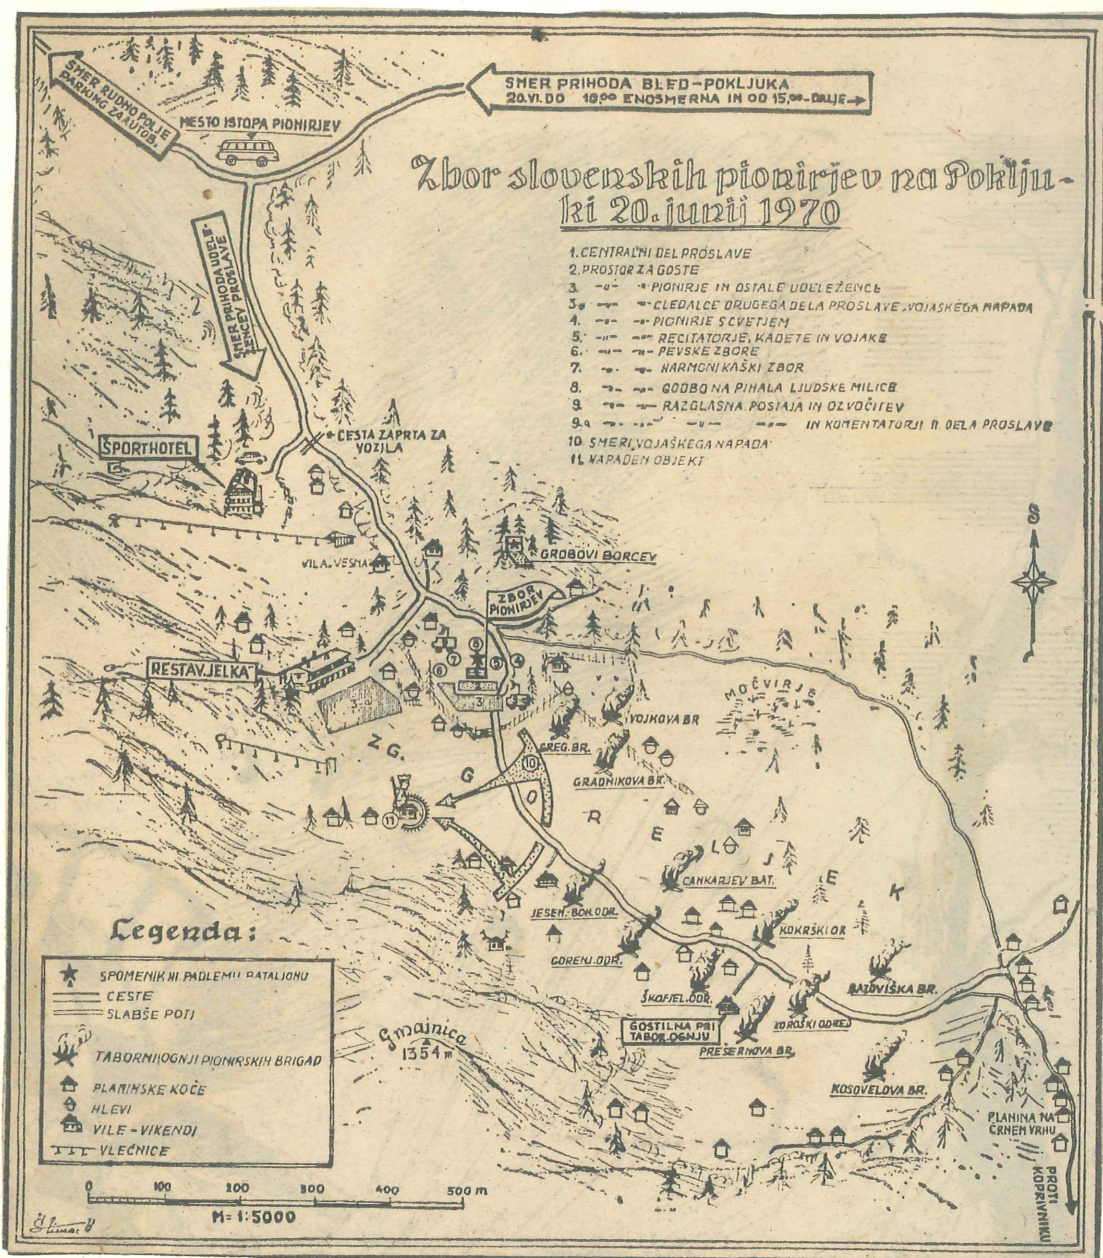 SMER RUDNO POLJE
PARKING ZA AUTOB.
SMER PRIHODA BLED-POKLJUKA
20.VI. DO 10,00 ENOSMERNA IN OD 15,00-DALJE→
MESTO ISTOPA PIONIRJEV
Zbor slovenskih pionirjev na Poklju-
ki 20. junij 1970
SMER PRIHODA UDELE-
ŽENCEV PROSLAVE
1. CENTRALNI DEL PROSLAVE
2. PROSTOR ZA GOSTE
3. -"- -"- PIONIRJE IN OSTALE UDELEŽENCE
3a -"- -"- GLEDALCE DRUGEGA DELA PROSLAVE, VOJAŠKEGA NAPADA
4. -"- -"- PIONIRJE S CVETJEM
5. -"- -"- RECITATORJE, KADETE IN VOJAKE
6. -"- -"- PEVSKE ZBORE
7. -"- -"- HARMONIKAŠKI ZBOR
8. -"- -"- GODBO NA PIHALA LJUDSKE MILICE
9. -"- -"- RAZGLASNA POSTAJA IN OZVOČITEV
9.a -"- -"- -"- -"- IN KOMENTATORJI II. DELA PROSLAVE
10. SMERI VOJAŠKEGA NAPADA
11. NAPADEN OBJEKT
CESTA ZAPRTA ZA
VOZILA
ŠPORTHOTEL
S
GROBOVI BORCEV
VILA VESNA
ZBOR
PIONIRJEV
RESTAV. JELKA
6
7
3
MOČVIRJE
VOJKOVA BR
GREG. BR.
GRADNIKOVA BR.
ZG. GORELJEK
10
11
CANKARJEV BAT.
JESEN.-BOH. ODR.
KOKRŠKI OR
GORENJ. ODR.
ŠKOFJEL. ODR.
BAZOVIŠKA BR.
GOSTILNA PRI
TABOR. OGNJU
KOROŠKI ODRED
PREŠERNOVA BR.
KOSOVELOVA BR.
Gmajnica
1354 m
PLANINA NA
ČRNEM VRHU
PROTI
KOPRIVNIKU
Legenda:
SPOMENIK III. PADLEMU BATALJONU
CESTE
SLABŠE POTI
TABORNI OGNJI PIONIRSKIH BRIGAD
PLANINSKE KOČE
HLEVI
VILE-VIKENDI
VLEČNICE
0 100 200 300 400 500 m
M=1:5000